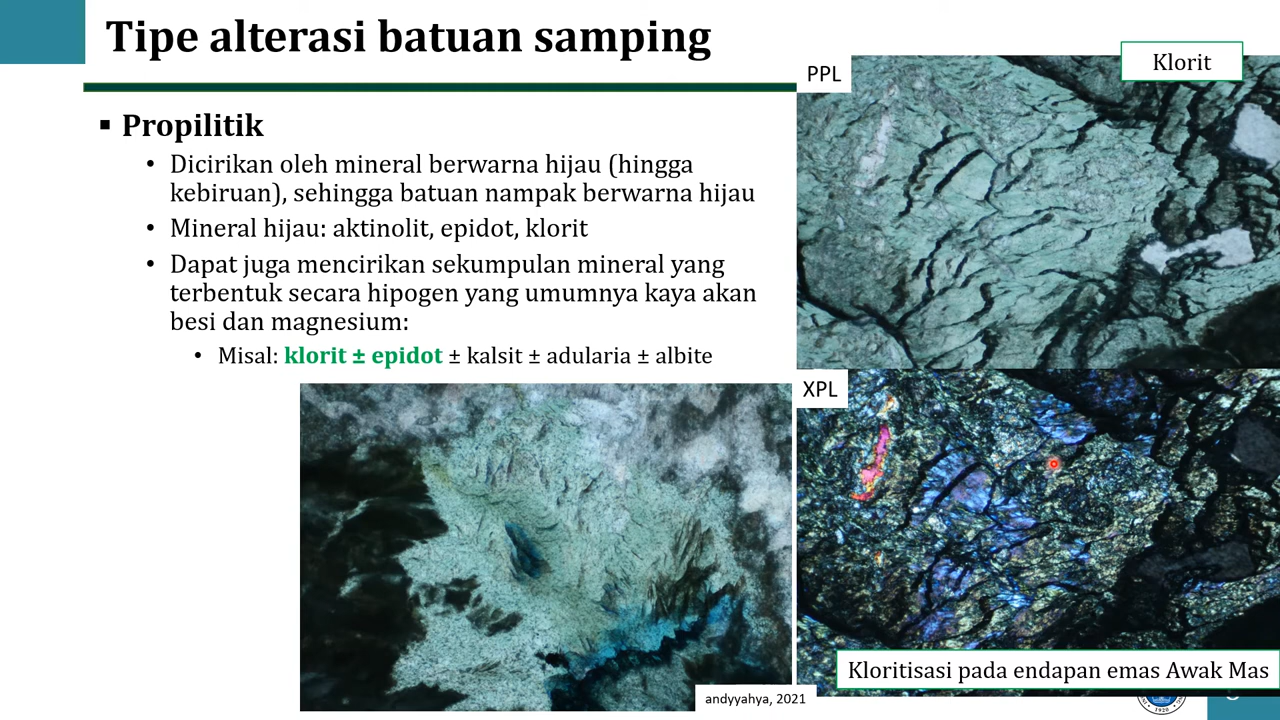 Tipe alterasi batuan samping
▪ Propilitik
• Dicirikan oleh mineral berwarna hijau (hingga
kebiruan), sehingga batuan nampak berwarna hijau
• Mineral hijau: aktinolit, epidot, klorit
• Dapat juga mencirikan sekumpulan mineral yang
terbentuk secara hipogen yang umumnya kaya akan
besi dan magnesium:
• Misal: klorit ± epidot ± kalsit ± adularia ± albite
PPL
Klorit
XPL
Kloritisasi pada endapan emas Awak Mas
andyyahya, 2021
1920